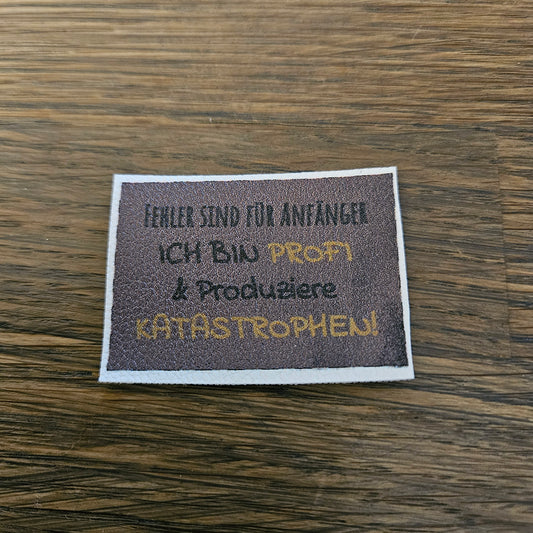 FEHLER SIND FÜR ANFÄNGER
ICH BIN PROFI
& Produziere
KATASTROPHEN!